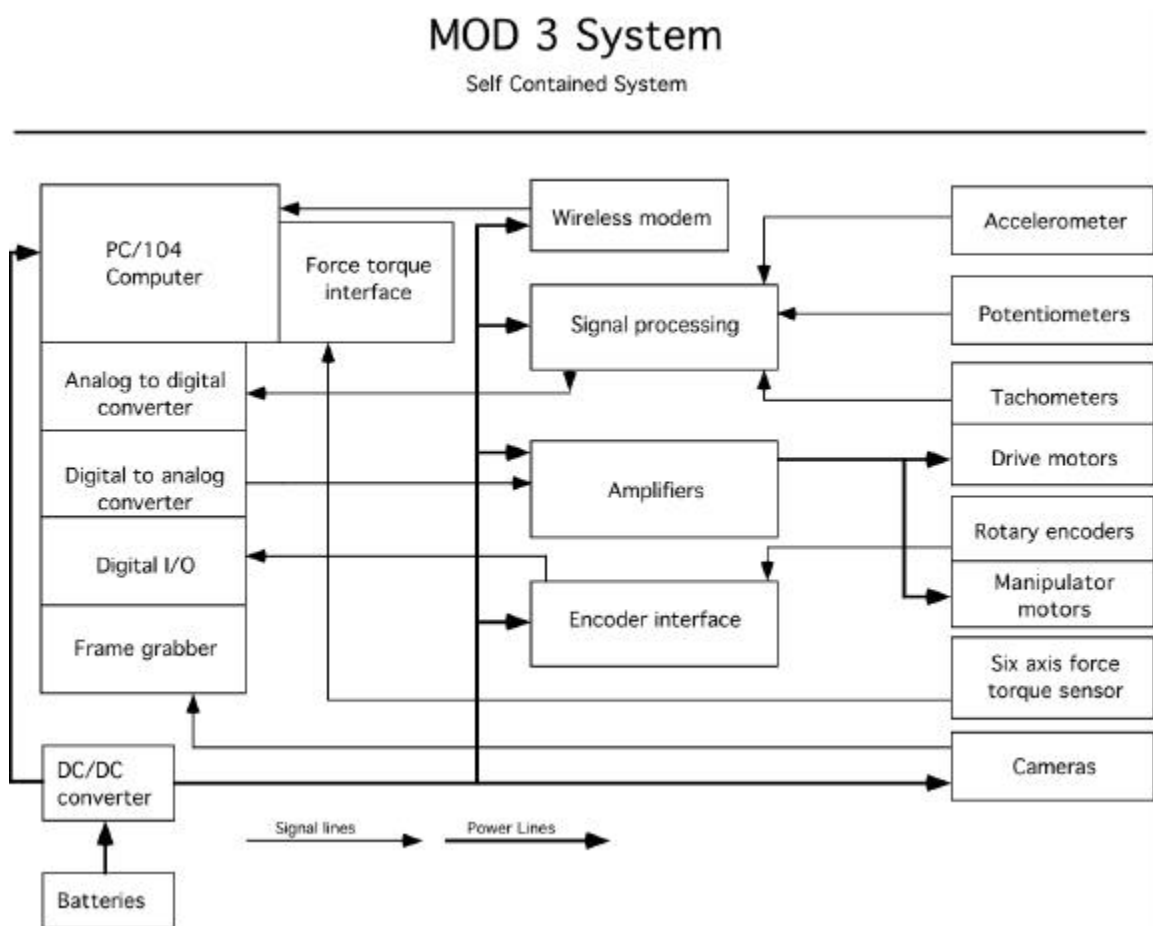 MOD 3 System
Self Contained System
PC/104
Computer
Force torque
interface
Analog to digital
converter
Digital to analog
converter
Digital I/O
Frame grabber
DC/DC
converter
Batteries
Wireless modem
Signal processing
Amplifiers
Encoder interface
Accelerometer
Potentiometers
Tachometers
Drive motors
Rotary encoders
Manipulator
motors
Six axis force
torque sensor
Cameras
Signal lines
Power Lines